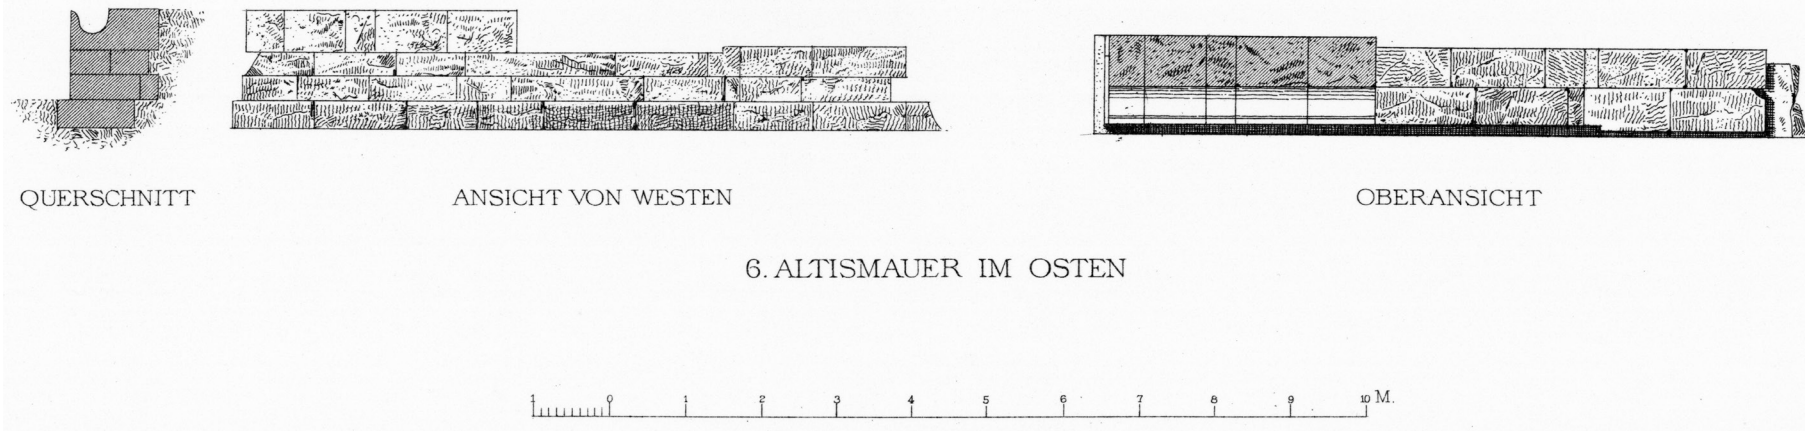 QUERSCHNITT
ANSICHT VON WESTEN
OBERANSICHT
6. ALTISMAUER IM OSTEN
1 0 1 2 3 4 5 6 7 8 9 10 M.